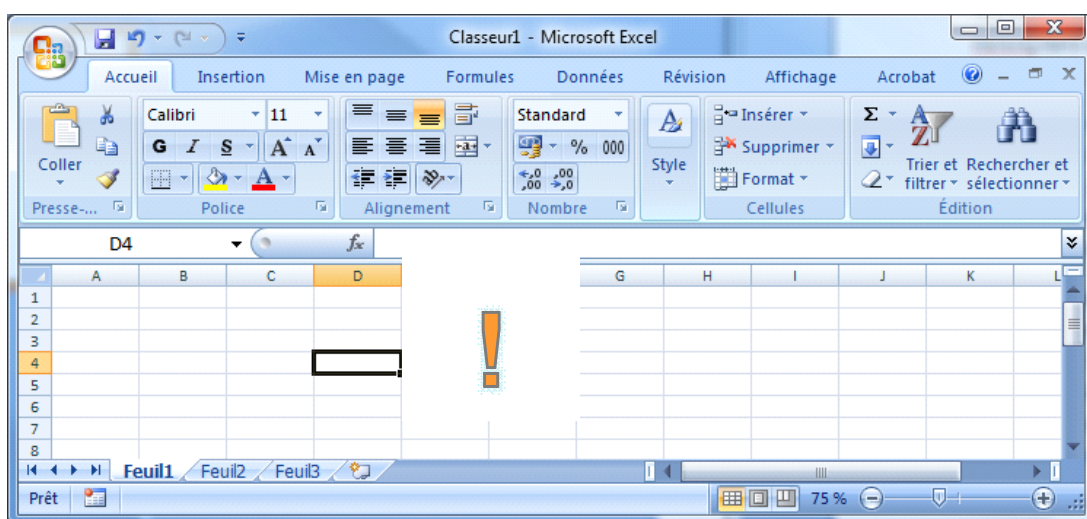 Classeur1 - Microsoft Excel
Accueil Insertion Mise en page Formules Données Révision Affichage Acrobat
Calibri 11 Standard Insérer Σ
G I S A A % 000 Supprimer
Coller Style Format Trier et filtrer Rechercher et sélectionner
Presse-... Police Alignement Nombre Cellules Édition
D4 fx
A B C D G H I J K L
1
2
3
4
!
5
6
7
8
Feuil1 Feuil2 Feuil3
Prêt 75 %